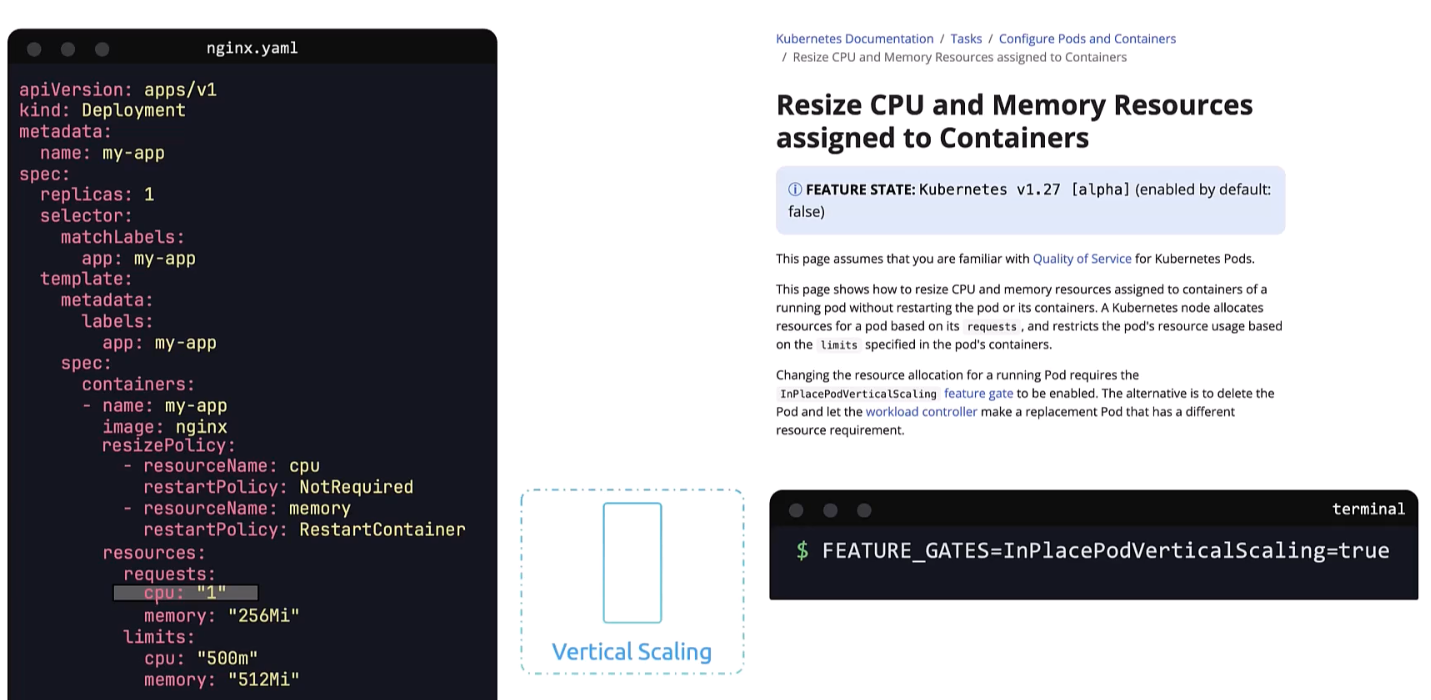 nginx.yaml
apiVersion: apps/v1
kind: Deployment
metadata:
  name: my-app
spec:
  replicas: 1
  selector:
    matchLabels:
      app: my-app
  template:
    metadata:
      labels:
        app: my-app
    spec:
      containers:
      - name: my-app
        image: nginx
        resizePolicy:
          - resourceName: cpu
            restartPolicy: NotRequired
          - resourceName: memory
            restartPolicy: RestartContainer
        resources:
          requests:
            cpu: "1"
            memory: "256Mi"
          limits:
            cpu: "500m"
            memory: "512Mi"
Vertical Scaling
Kubernetes Documentation / Tasks / Configure Pods and Containers
/ Resize CPU and Memory Resources assigned to Containers
Resize CPU and Memory Resources
assigned to Containers
ⓘ FEATURE STATE: Kubernetes v1.27 [alpha] (enabled by default:
false)
This page assumes that you are familiar with Quality of Service for Kubernetes Pods.
This page shows how to resize CPU and memory resources assigned to containers of a
running pod without restarting the pod or its containers. A Kubernetes node allocates
resources for a pod based on its requests, and restricts the pod's resource usage based
on the limits specified in the pod's containers.
Changing the resource allocation for a running Pod requires the
InPlacePodVerticalScaling feature gate to be enabled. The alternative is to delete the
Pod and let the workload controller make a replacement Pod that has a different
resource requirement.
terminal
$ FEATURE_GATES=InPlacePodVerticalScaling=true